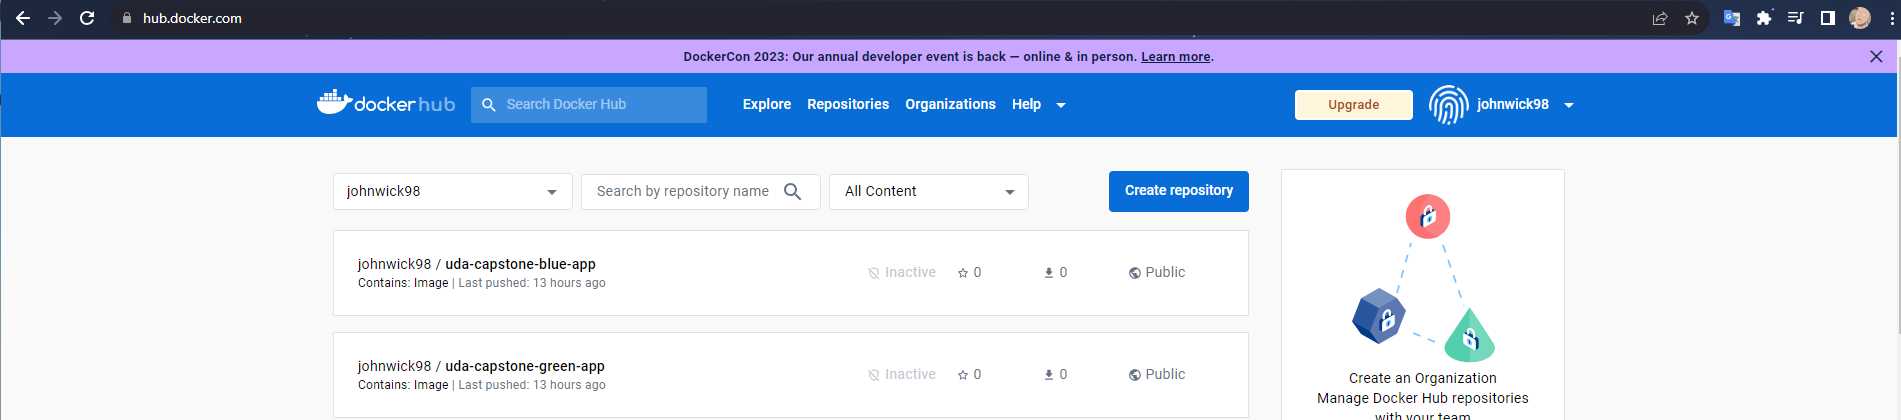 hub.docker.com
DockerCon 2023: Our annual developer event is back — online & in person. Learn more.
docker hub
Search Docker Hub
Explore
Repositories
Organizations
Help
Upgrade
johnwick98
johnwick98
Search by repository name
All Content
Create repository
johnwick98 / uda-capstone-blue-app
Contains: Image | Last pushed: 13 hours ago
Inactive
0
0
Public
johnwick98 / uda-capstone-green-app
Contains: Image | Last pushed: 13 hours ago
Inactive
0
0
Public
Create an Organization
Manage Docker Hub repositories
with your team